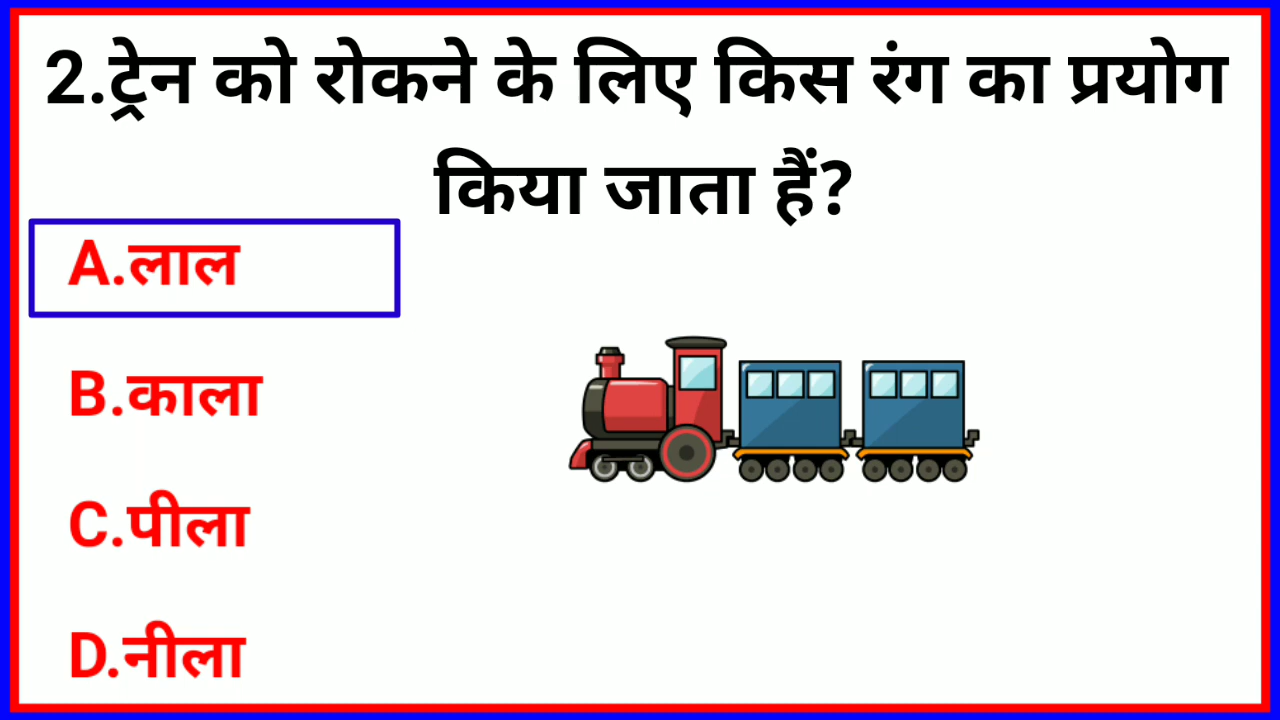 2.ट्रेन को रोकने के लिए किस रंग का प्रयोग
किया जाता हैं?
A.लाल
B.काला
C.पीला
D.नीला